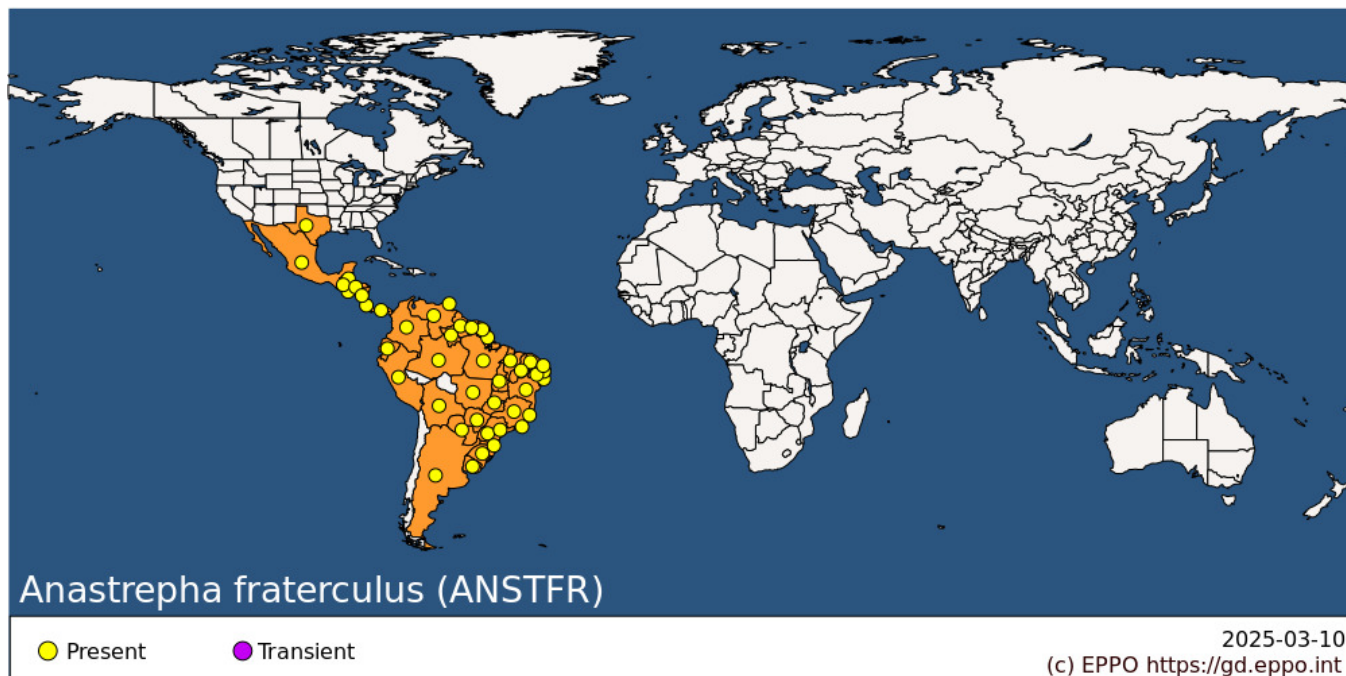 Anastrepha fraterculus (ANSTFR)
Present
Transient
2025-03-10
(c) EPPO https://gd.eppo.int